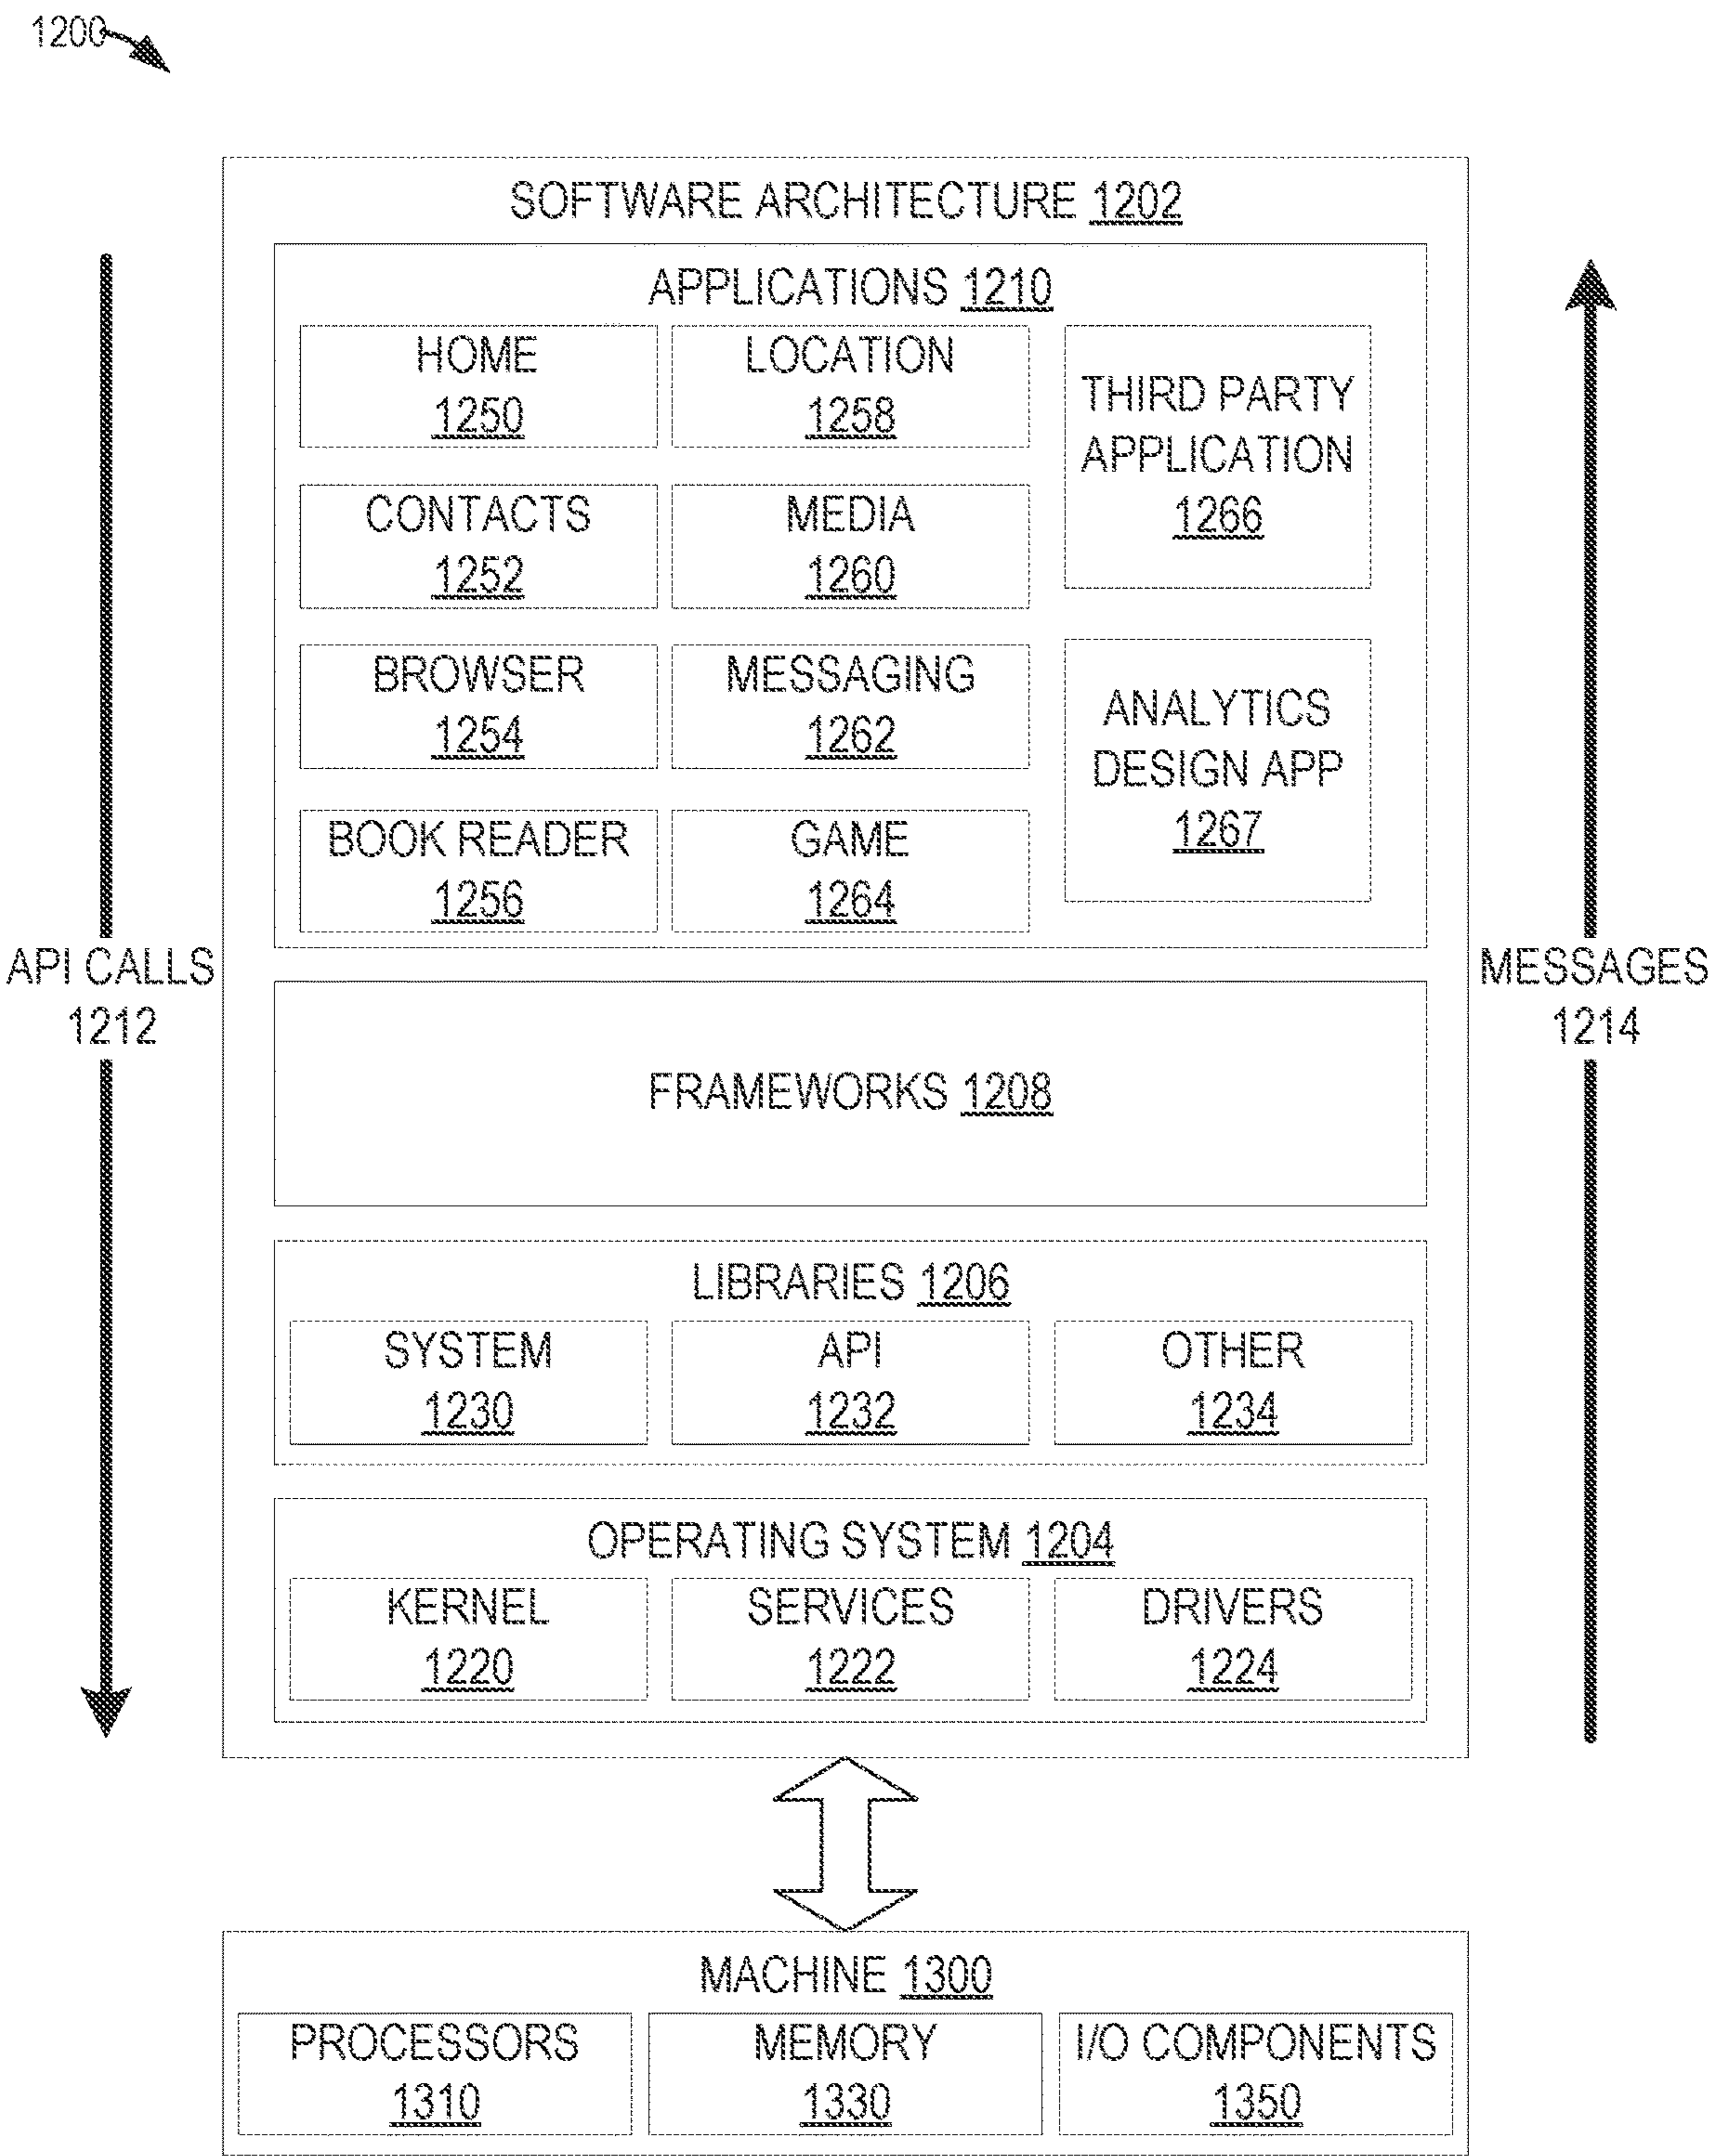 1200
SOFTWARE ARCHITECTURE 1202
APPLICATIONS 1210
HOME
1250
LOCATION
1258
THIRD PARTY
APPLICATION
1266
CONTACTS
1252
MEDIA
1260
BROWSER
1254
MESSAGING
1262
ANALYTICS
DESIGN APP
1267
BOOK READER
1256
GAME
1264
API CALLS
1212
MESSAGES
1214
FRAMEWORKS 1208
LIBRARIES 1206
SYSTEM
1230
API
1232
OTHER
1234
OPERATING SYSTEM 1204
KERNEL
1220
SERVICES
1222
DRIVERS
1224
MACHINE 1300
PROCESSORS
1310
MEMORY
1330
I/O COMPONENTS
1350